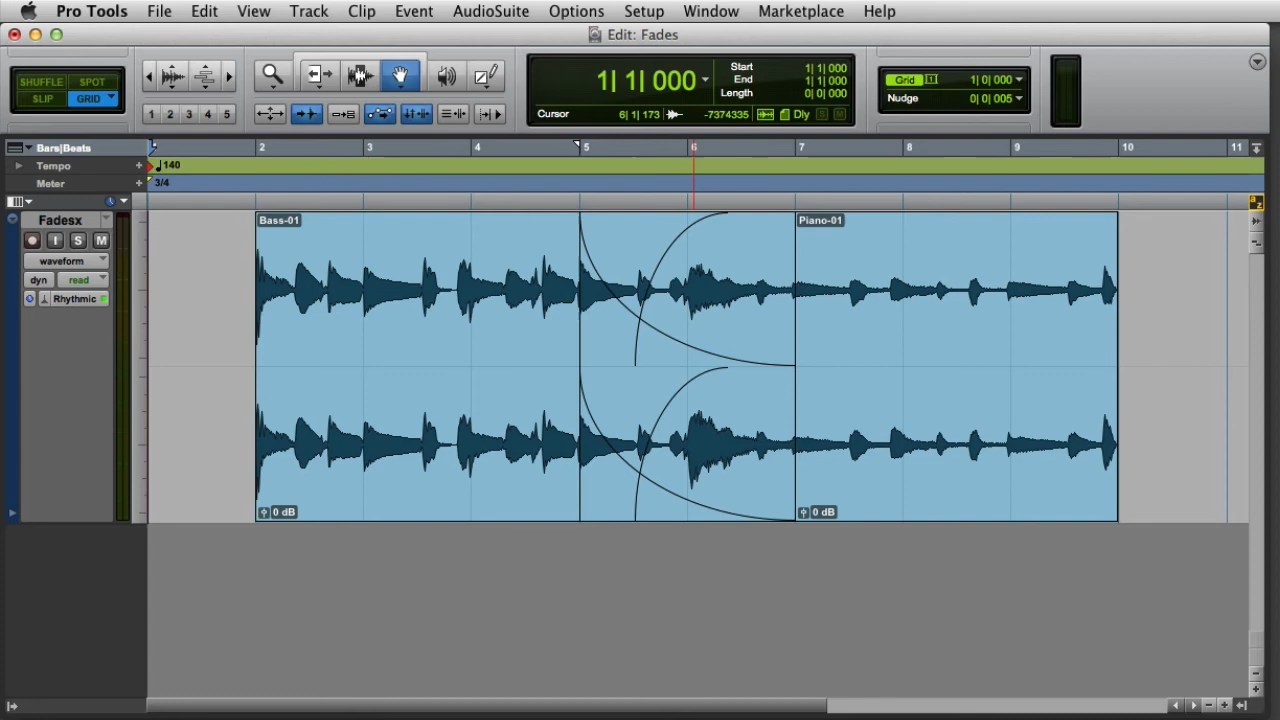 Pro Tools File Edit View Track Clip Event AudioSuite Options Setup Window Marketplace Help
Edit: Fades
SHUFFLE SPOT
SLIP GRID
1 2 3 4 5
1| 1| 000
Start 1| 1| 000
End 1| 1| 000
Length 0| 0| 000
Cursor 6| 1| 173 -7374335 Dly S M
Grid 1| 0| 000
Nudge 0| 0| 005
Bars|Beats 2 3 4 5 6 7 8 9 10 11
Tempo + 140
Meter + 3/4
a z
Fadesx
I S M
waveform
dyn read
Rhythmic
Bass-01 Piano-01
0 dB 0 dB